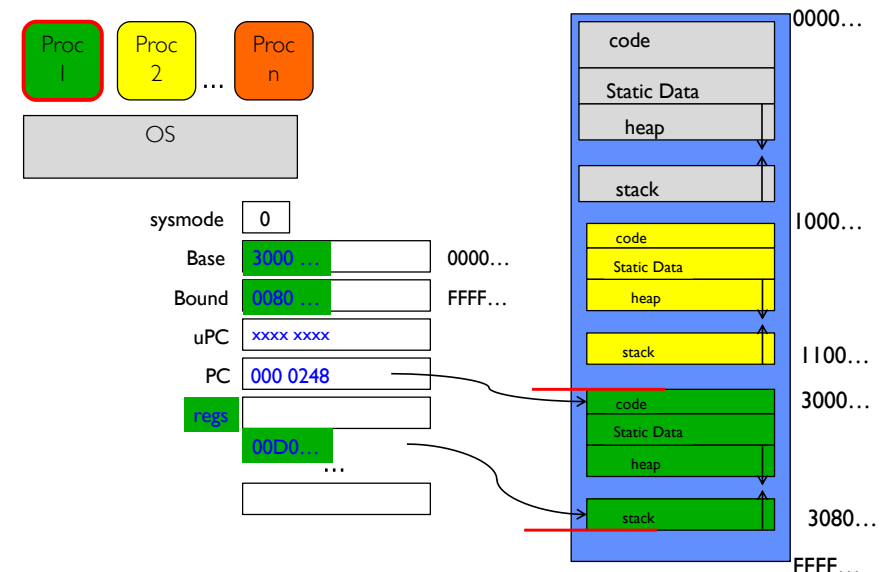 Proc
1
Proc
2
...
Proc
n
OS
sysmode 0
Base 3000 ... 0000...
Bound 0080 ... FFFF...
uPC xxxx xxxx
PC 000 0248
regs
00D0...
...
0000...
code
Static Data
heap
stack
1000...
code
Static Data
heap
stack
1100...
3000...
code
Static Data
heap
stack
3080...
FFFF...